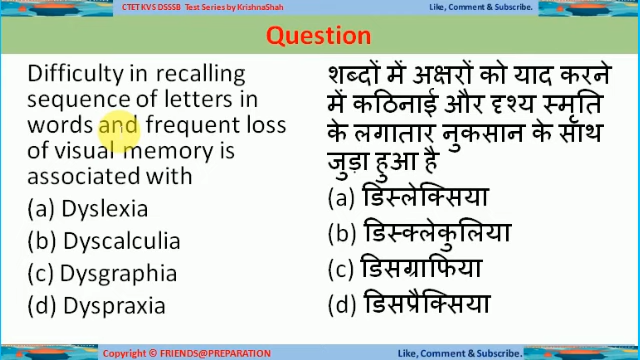 CTET KVS DSSSB Test Series by KrishnaShah
Like, Comment & Subscribe.
Question
Difficulty in recalling
sequence of letters in
words and frequent loss
of visual memory is
associated with
(a) Dyslexia
(b) Dyscalculia
(c) Dysgraphia
(d) Dyspraxia
शब्दों में अक्षरों को याद करने
में कठिनाई और दृश्य स्मृति
के लगातार नुकसान के साथ
जुड़ा हुआ है
(a) डिस्लेक्सिया
(b) डिस्क्लेकुलिया
(c) डिसग्राफिया
(d) डिसप्रैक्सिया
Copyright © FRIENDS@PREPARATION
Like, Comment & Subscribe.